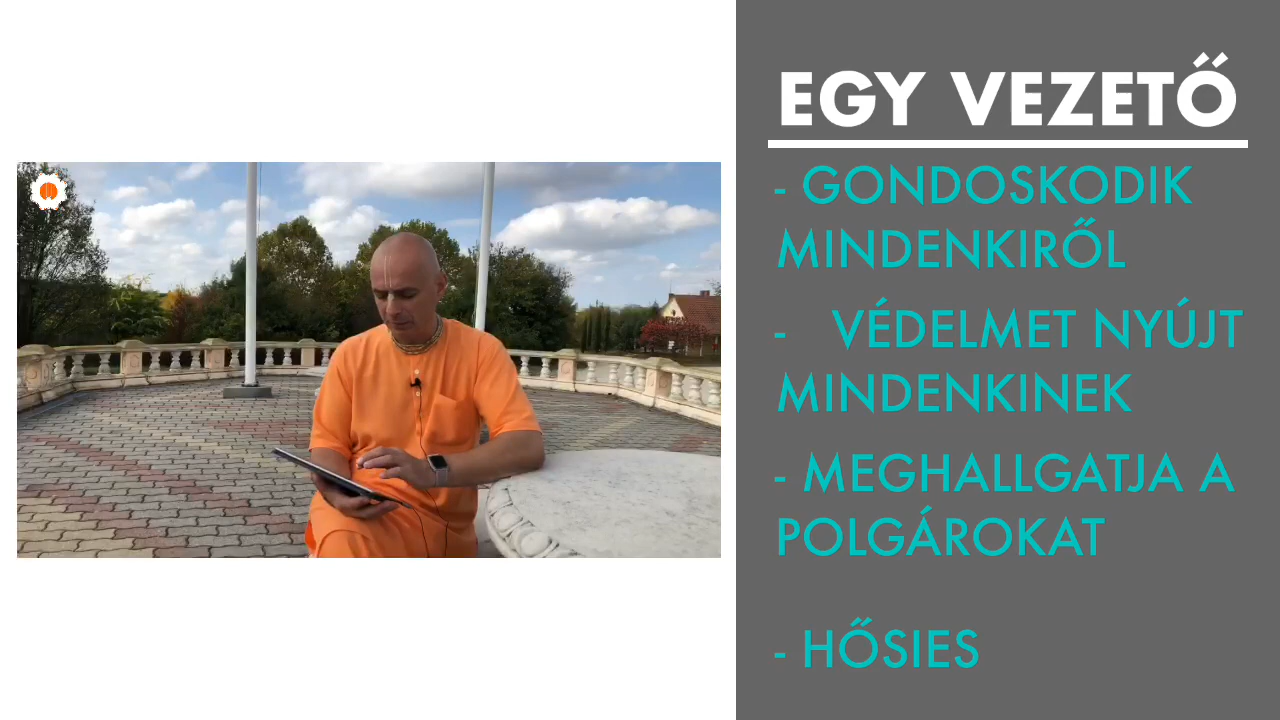 EGY VEZETŐ
- GONDOSKODIK
MINDENKIRŐL
- VÉDELMET NYÚJT
MINDENKINEK
- MEGHALLGATJA A
POLGÁROKAT
- HŐSIES